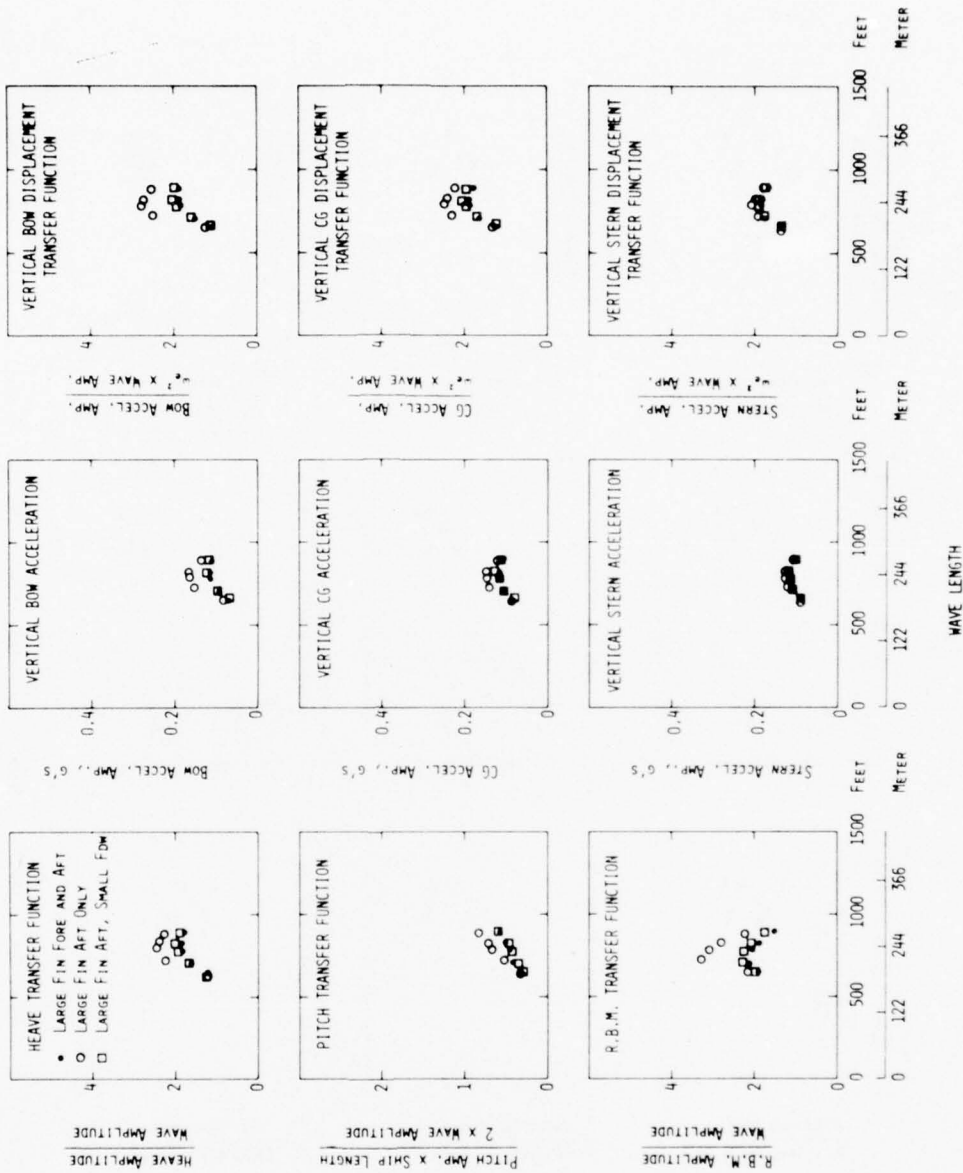 HEAVE TRANSFER FUNCTION
• LARGE FIN FORE AND AFT
○ LARGE FIN AFT ONLY
□ LARGE FIN AFT, SMALL FDW
HEAVE AMPLITUDE
WAVE AMPLITUDE
4
2
0
VERTICAL BOW ACCELERATION
BOW ACCEL. AMP., G'S
0.4
0.2
0
VERTICAL BOW DISPLACEMENT
TRANSFER FUNCTION
BOW ACCEL. AMP.
ωe² X WAVE AMP.
4
2
0
PITCH TRANSFER FUNCTION
PITCH AMP. X SHIP LENGTH
2 X WAVE AMPLITUDE
2
1
0
VERTICAL CG ACCELERATION
CG ACCEL. AMP., G'S
0.4
0.2
0
VERTICAL CG DISPLACEMENT
TRANSFER FUNCTION
CG ACCEL. AMP.
ωe² X WAVE AMP.
4
2
0
R.B.M. TRANSFER FUNCTION
R.B.M. AMPLITUDE
WAVE AMPLITUDE
4
2
0
0 500 1000 1500 FEET
0 122 244 366 METER
VERTICAL STERN ACCELERATION
STERN ACCEL. AMP., G'S
0.4
0.2
0
0 500 1000 1500 FEET
0 122 244 366 METER
VERTICAL STERN DISPLACEMENT
TRANSFER FUNCTION
STERN ACCEL. AMP.
ωe² X WAVE AMP.
4
2
0
0 500 1000 1500 FEET
0 122 244 366 METER
WAVE LENGTH